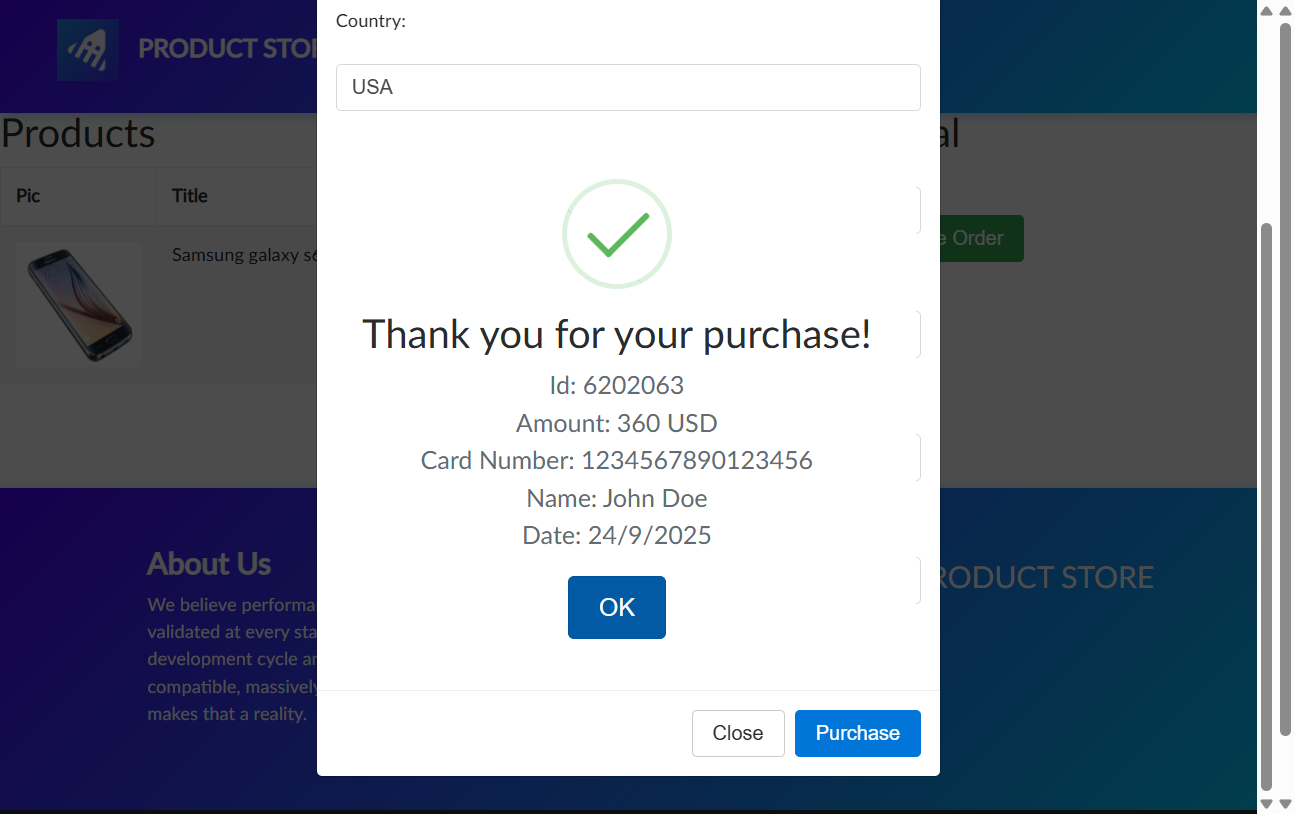 Country:
PRODUCT STO
USA
Products
al
Pic
Title
Samsung galaxy s6
e Order
Thank you for your purchase!
Id: 6202063
Amount: 360 USD
Card Number: 1234567890123456
Name: John Doe
Date: 24/9/2025
OK
About Us
RODUCT STORE
We believe performa
validated at every sta
development cycle an
compatible, massively
makes that a reality.
Close
Purchase